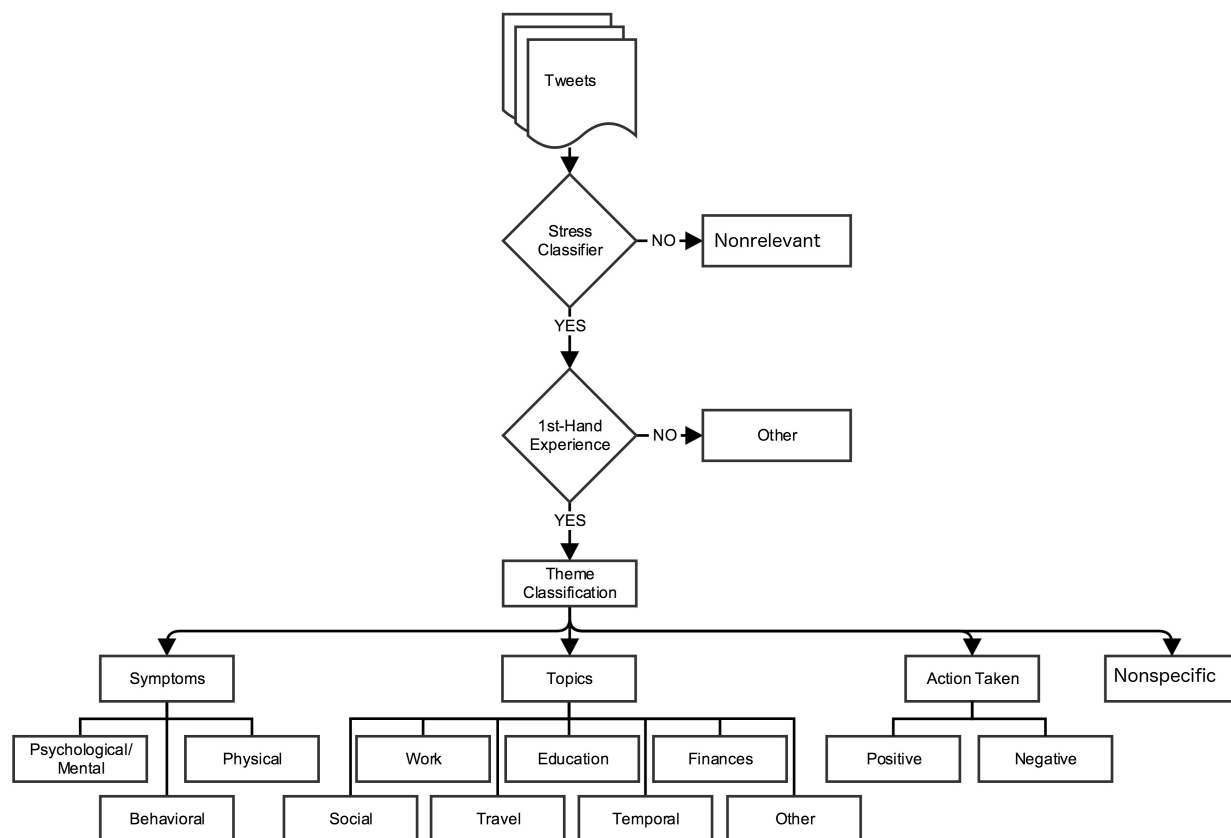 Tweets
Stress
Classifier
NO
Nonrelevant
YES
1st-Hand
Experience
NO
Other
YES
Theme
Classification
Symptoms
Topics
Action Taken
Nonspecific
Psychological/
Mental
Physical
Work
Education
Finances
Positive
Negative
Behavioral
Social
Travel
Temporal
Other